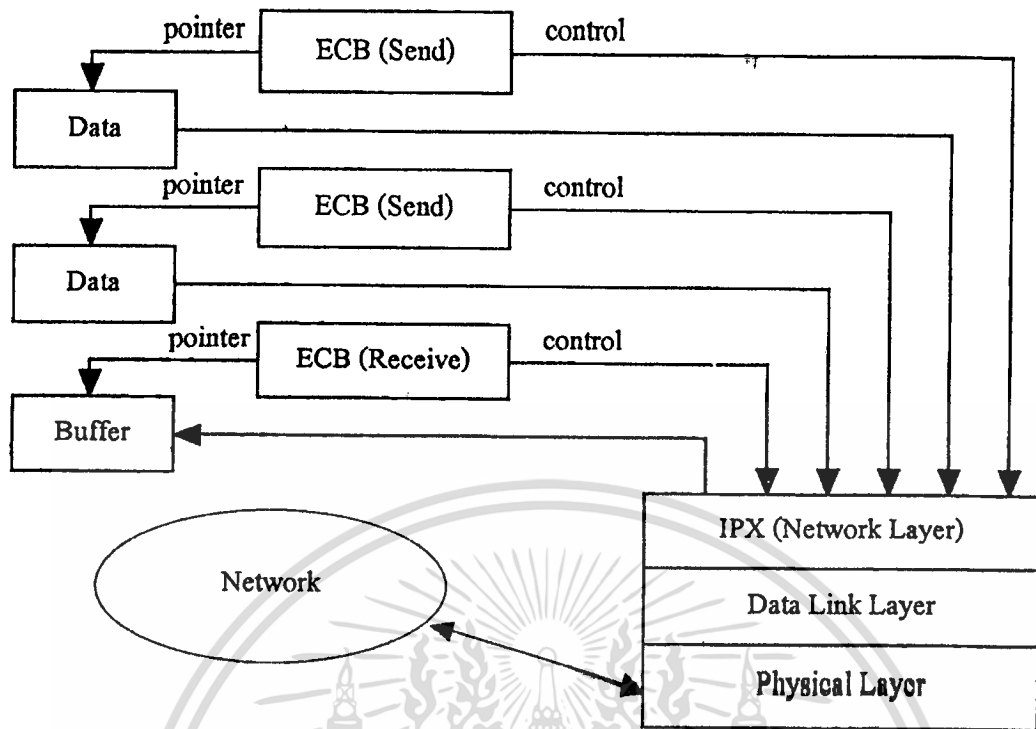 pointer
ECB (Send)
control
Data
pointer
ECB (Send)
control
Data
pointer
ECB (Receive)
control
Buffer
IPX (Network Layer)
Network
Data Link Layer
Physical Layer